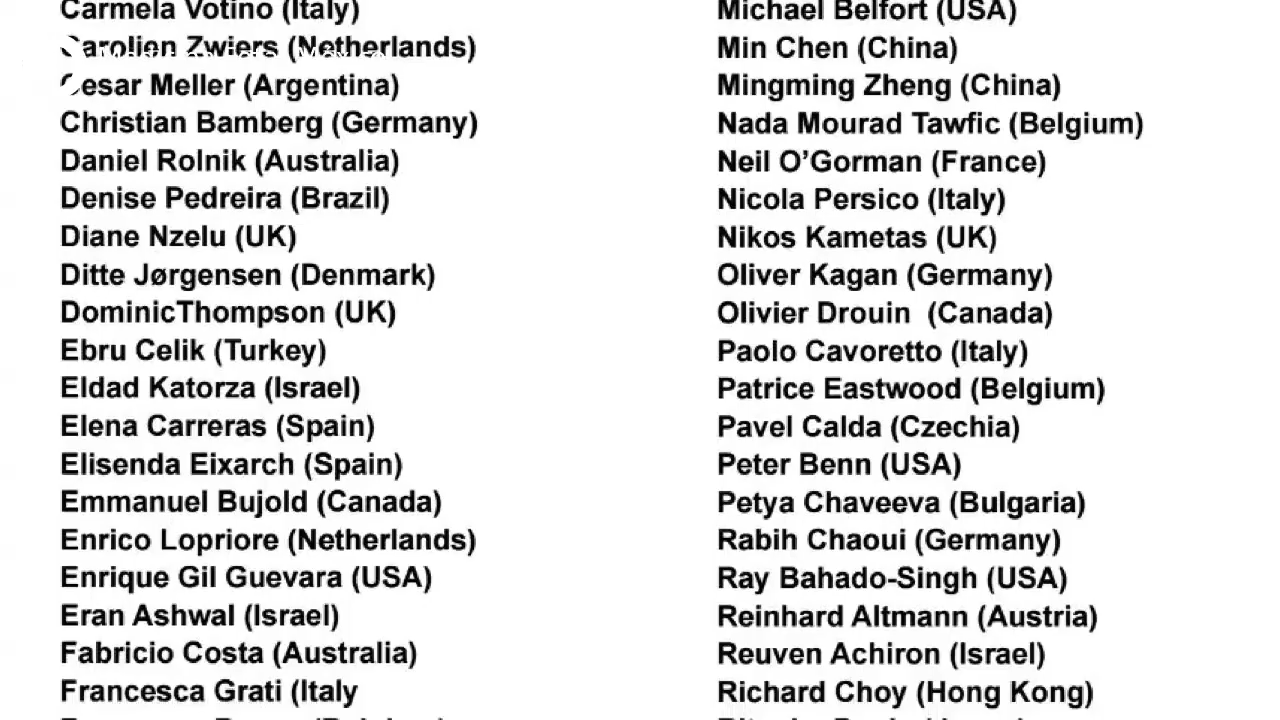 Carmela Votino (Italy)
Carolien Zwiers (Netherlands)
Cesar Meller (Argentina)
Christian Bamberg (Germany)
Daniel Rolnik (Australia)
Denise Pedreira (Brazil)
Diane Nzelu (UK)
Ditte Jørgensen (Denmark)
DominicThompson (UK)
Ebru Celik (Turkey)
Eldad Katorza (Israel)
Elena Carreras (Spain)
Elisenda Eixarch (Spain)
Emmanuel Bujold (Canada)
Enrico Lopriore (Netherlands)
Enrique Gil Guevara (USA)
Eran Ashwal (Israel)
Fabricio Costa (Australia)
Francesca Grati (Italy
Michael Belfort (USA)
Min Chen (China)
Mingming Zheng (China)
Nada Mourad Tawfic (Belgium)
Neil O’Gorman (France)
Nicola Persico (Italy)
Nikos Kametas (UK)
Oliver Kagan (Germany)
Olivier Drouin (Canada)
Paolo Cavoretto (Italy)
Patrice Eastwood (Belgium)
Pavel Calda (Czechia)
Peter Benn (USA)
Petya Chaveeva (Bulgaria)
Rabih Chaoui (Germany)
Ray Bahado-Singh (USA)
Reinhard Altmann (Austria)
Reuven Achiron (Israel)
Richard Choy (Hong Kong)